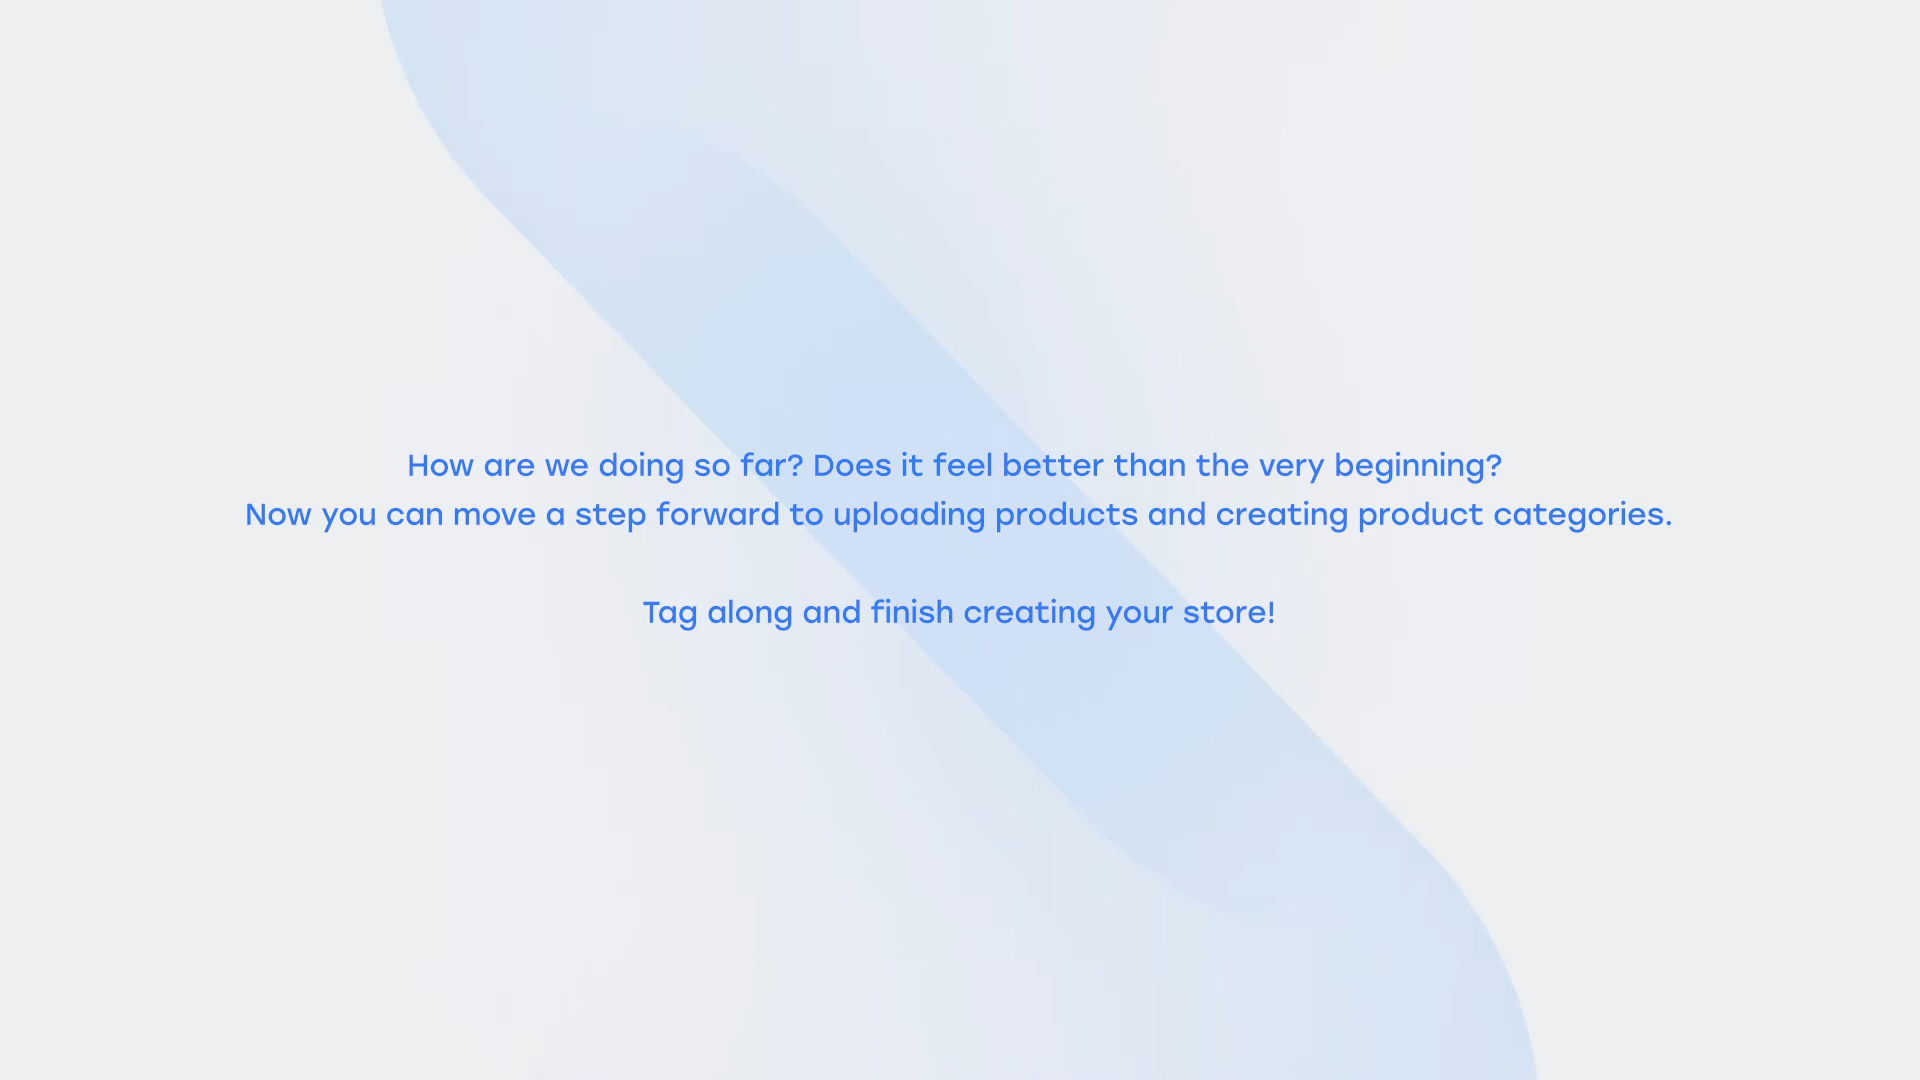 How are we doing so far? Does it feel better than the very beginning?
Now you can move a step forward to uploading products and creating product categories.
Tag along and finish creating your store!